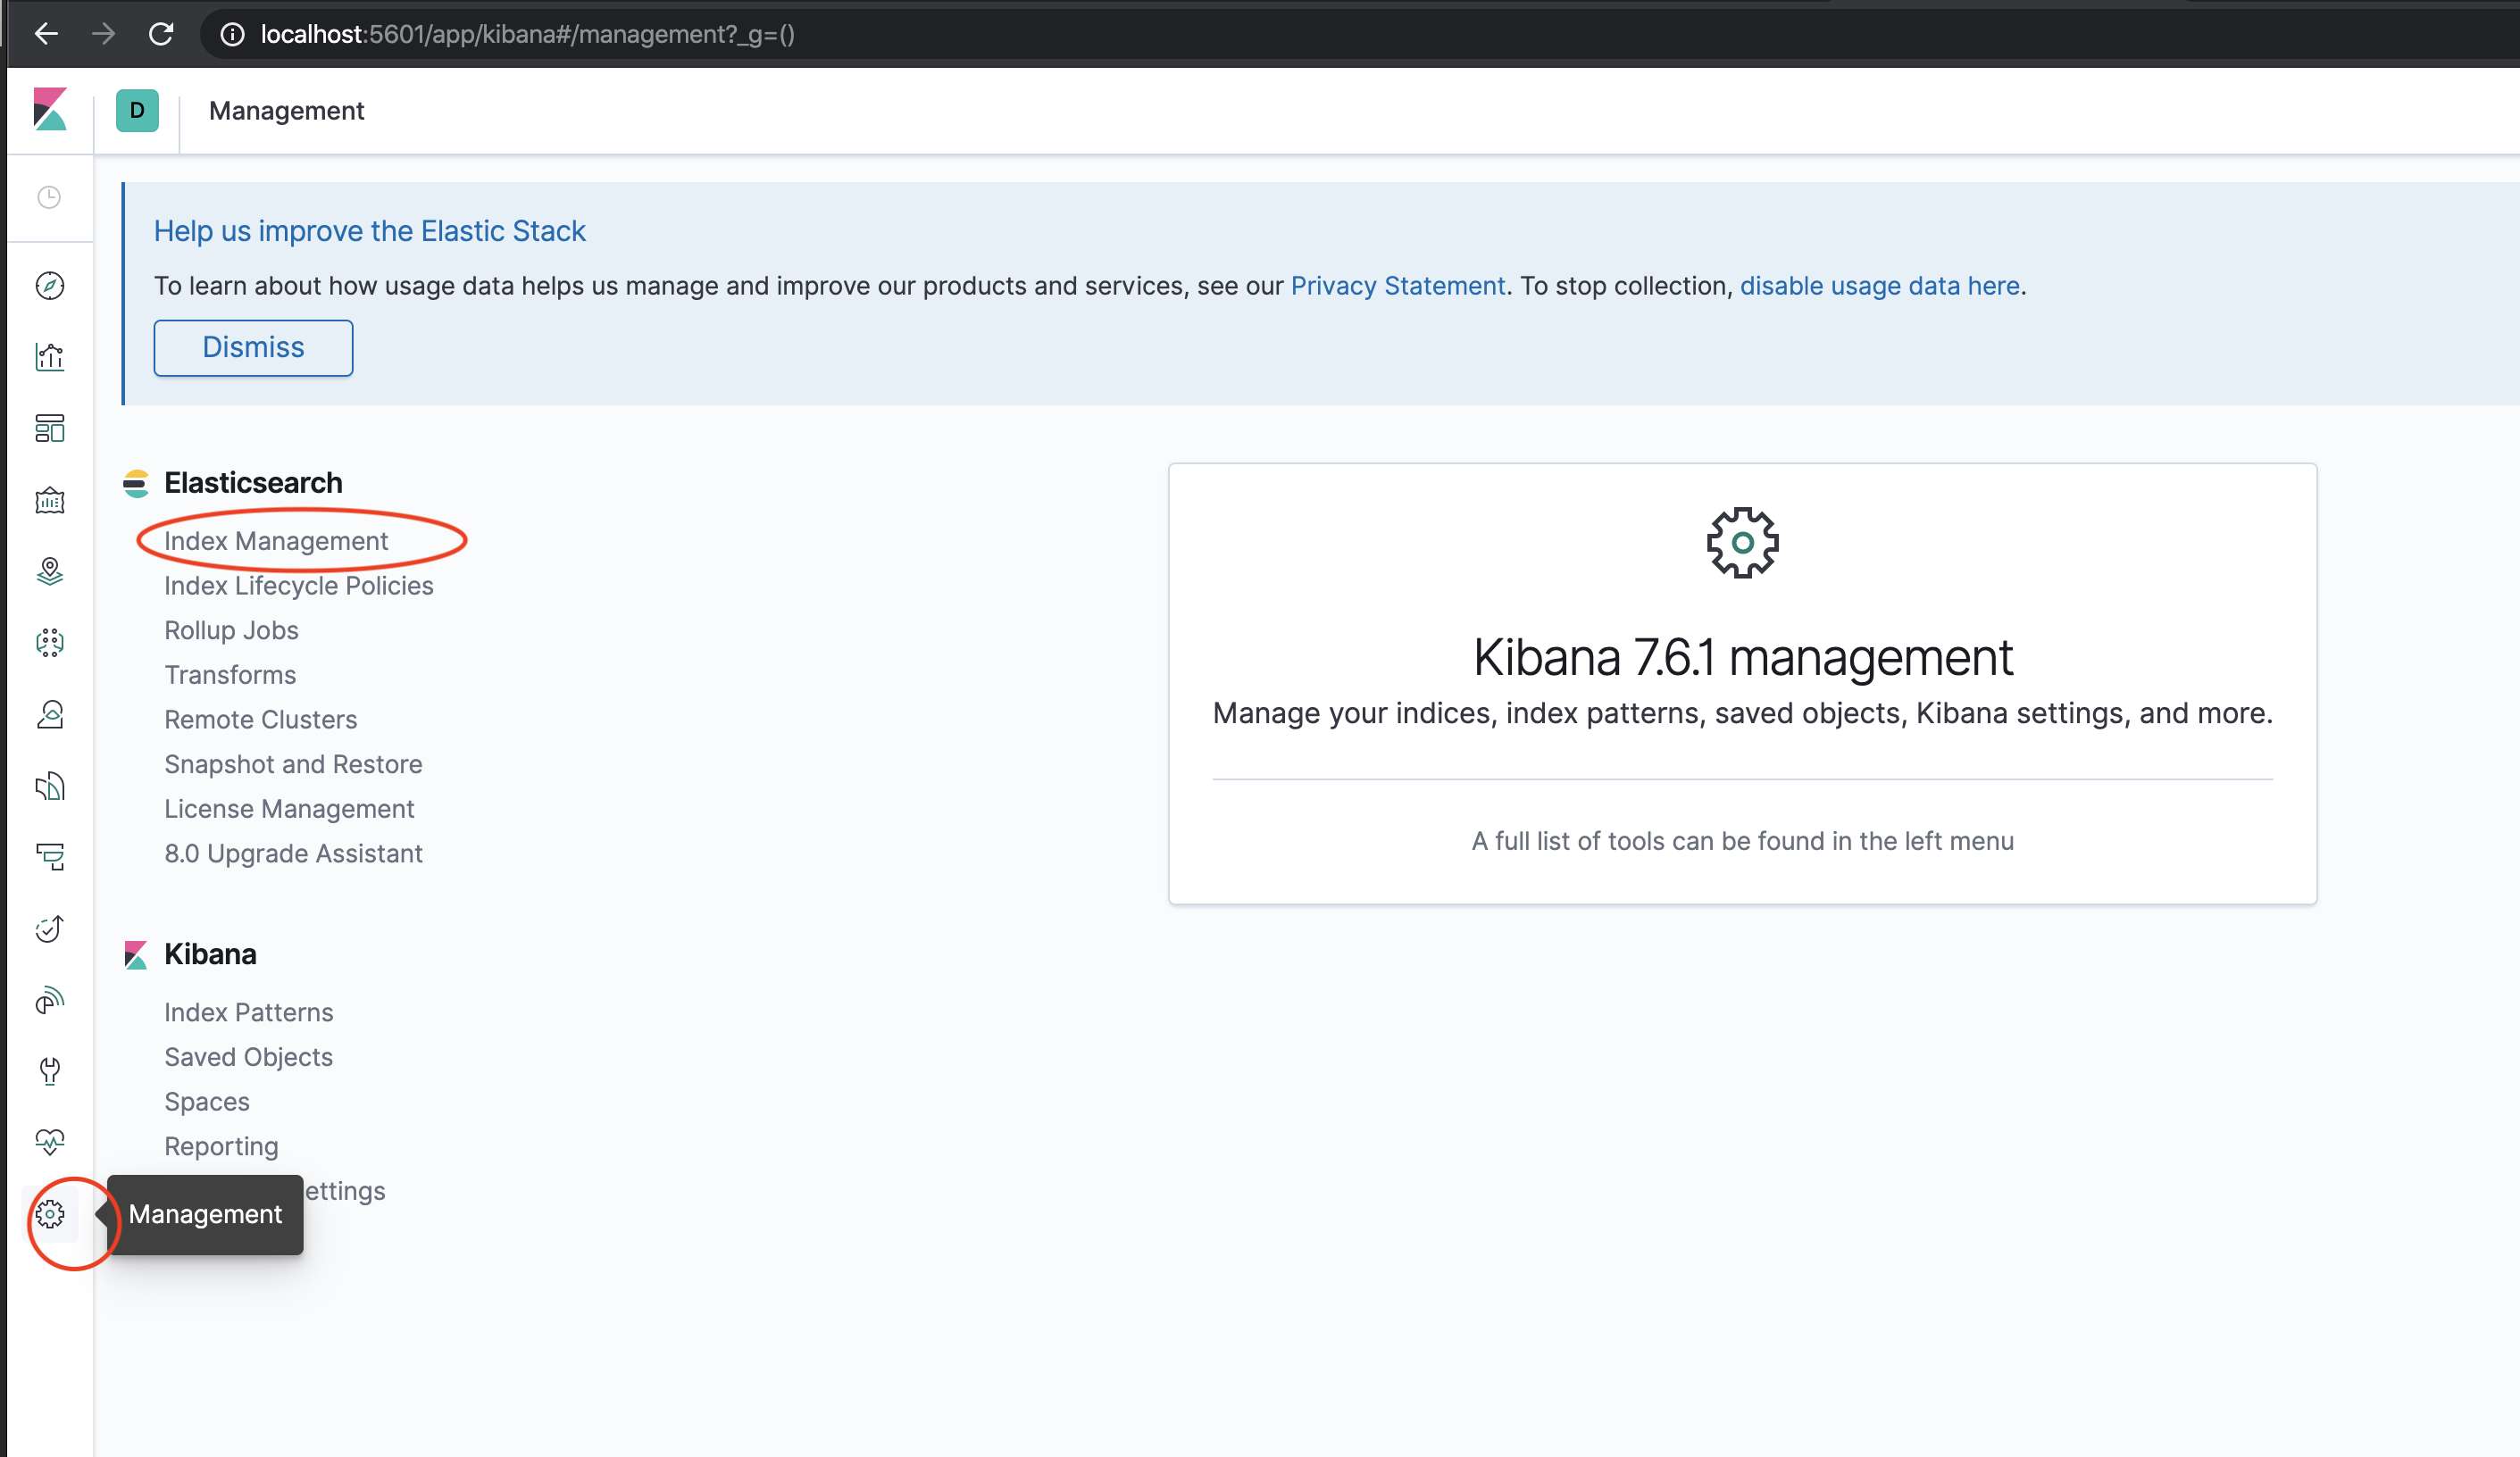 localhost:5601/app/kibana#/management?_g=()
D
Management
Help us improve the Elastic Stack
To learn about how usage data helps us manage and improve our products and services, see our Privacy Statement. To stop collection, disable usage data here.
Dismiss
Elasticsearch
Index Management
Index Lifecycle Policies
Rollup Jobs
Transforms
Remote Clusters
Snapshot and Restore
License Management
8.0 Upgrade Assistant
Kibana
Index Patterns
Saved Objects
Spaces
Reporting
ettings
Management
Kibana 7.6.1 management
Manage your indices, index patterns, saved objects, Kibana settings, and more.
A full list of tools can be found in the left menu